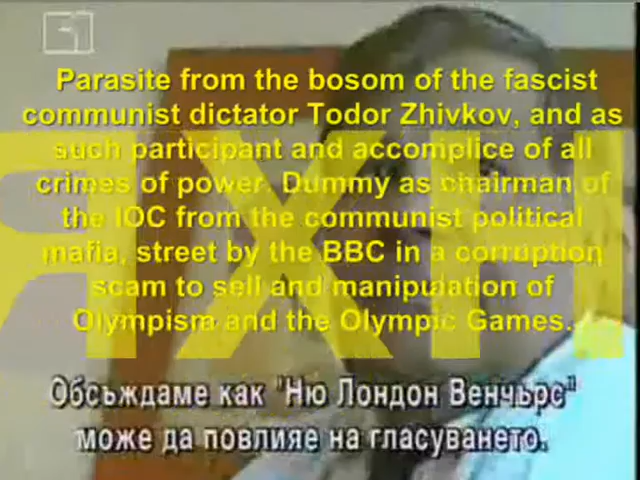 Parasite from the bosom of the fascist
communist dictator Todor Zhivkov, and as
such participant and accomplice of all
crimes of power. Dummy as chairman of
the IOC from the communist political
mafia, street by the BBC in a corruption
scam to sell and manipulation of
Olympism and the Olympic Games.
ЯХН
Обсъждаме как "Ню Лондон Венчърс"
може да повлияе на гласуването.